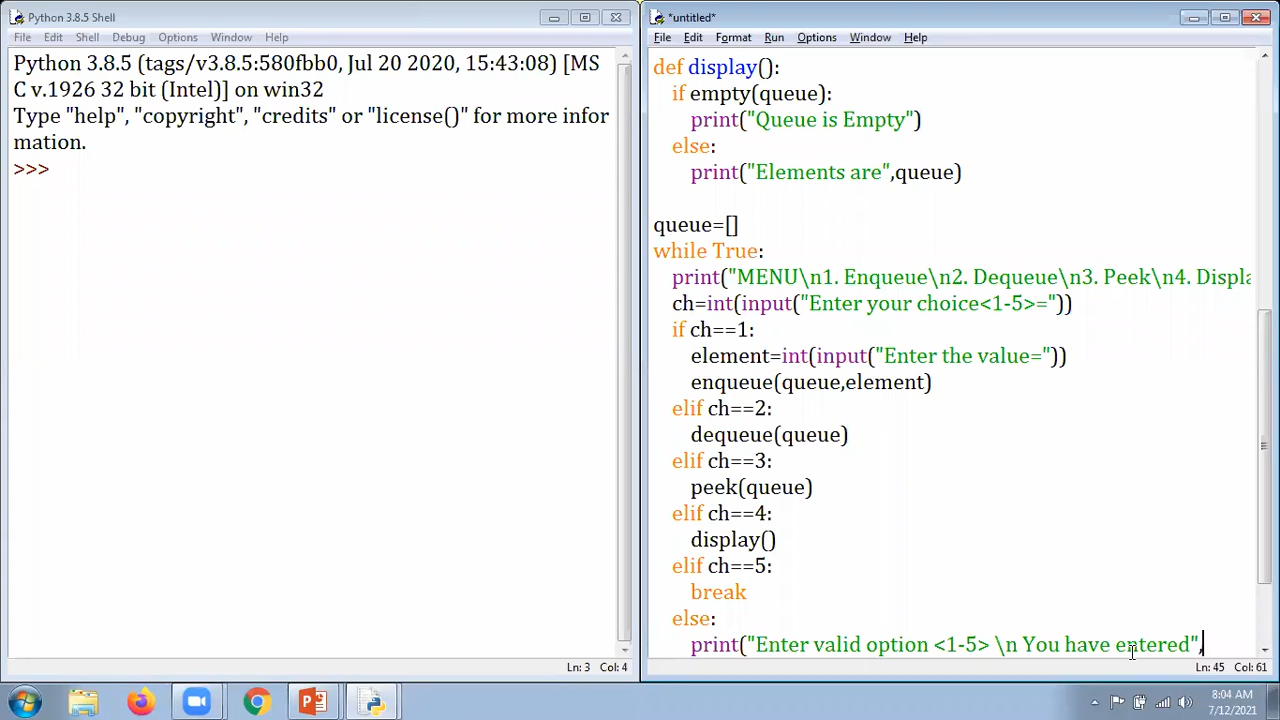 Python 3.8.5 Shell
File Edit Shell Debug Options Window Help
Python 3.8.5 (tags/v3.8.5:580fbb0, Jul 20 2020, 15:43:08) [MS
C v.1926 32 bit (Intel)] on win32
Type "help", "copyright", "credits" or "license()" for more infor
mation.
>>>
Ln: 3 Col: 4
*untitled*
File Edit Format Run Options Window Help
def display():
if empty(queue):
print("Queue is Empty")
else:
print("Elements are",queue)
queue=[]
while True:
print("MENU\n1. Enqueue\n2. Dequeue\n3. Peek\n4. Displa
ch=int(input("Enter your choice<1-5>="))
if ch==1:
element=int(input("Enter the value="))
enqueue(queue,element)
elif ch==2:
dequeue(queue)
elif ch==3:
peek(queue)
elif ch==4:
display()
elif ch==5:
break
else:
print("Enter valid option <1-5> \n You have entered",
Ln: 45 Col: 61
8:04 AM
7/12/2021